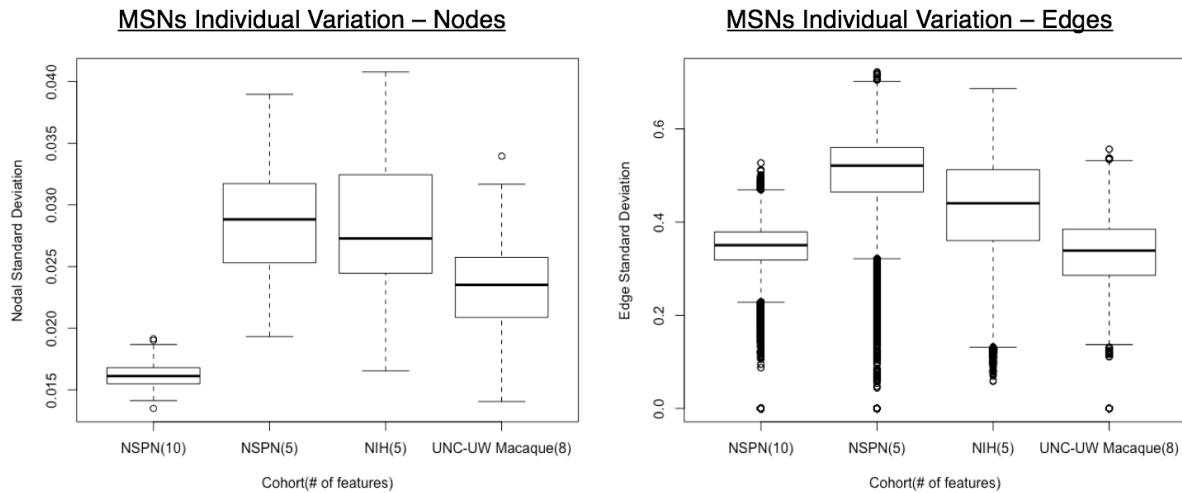 MSNs Individual Variation – Nodes
Nodal Standard Deviation
0.040
0.035
0.030
0.025
0.020
0.015
NSPN(10) NSPN(5) NIH(5) UNC-UW Macaque(8)
Cohort(# of features)
MSNs Individual Variation – Edges
Edge Standard Deviation
0.6
0.4
0.2
0.0
NSPN(10) NSPN(5) NIH(5) UNC-UW Macaque(8)
Cohort(# of features)